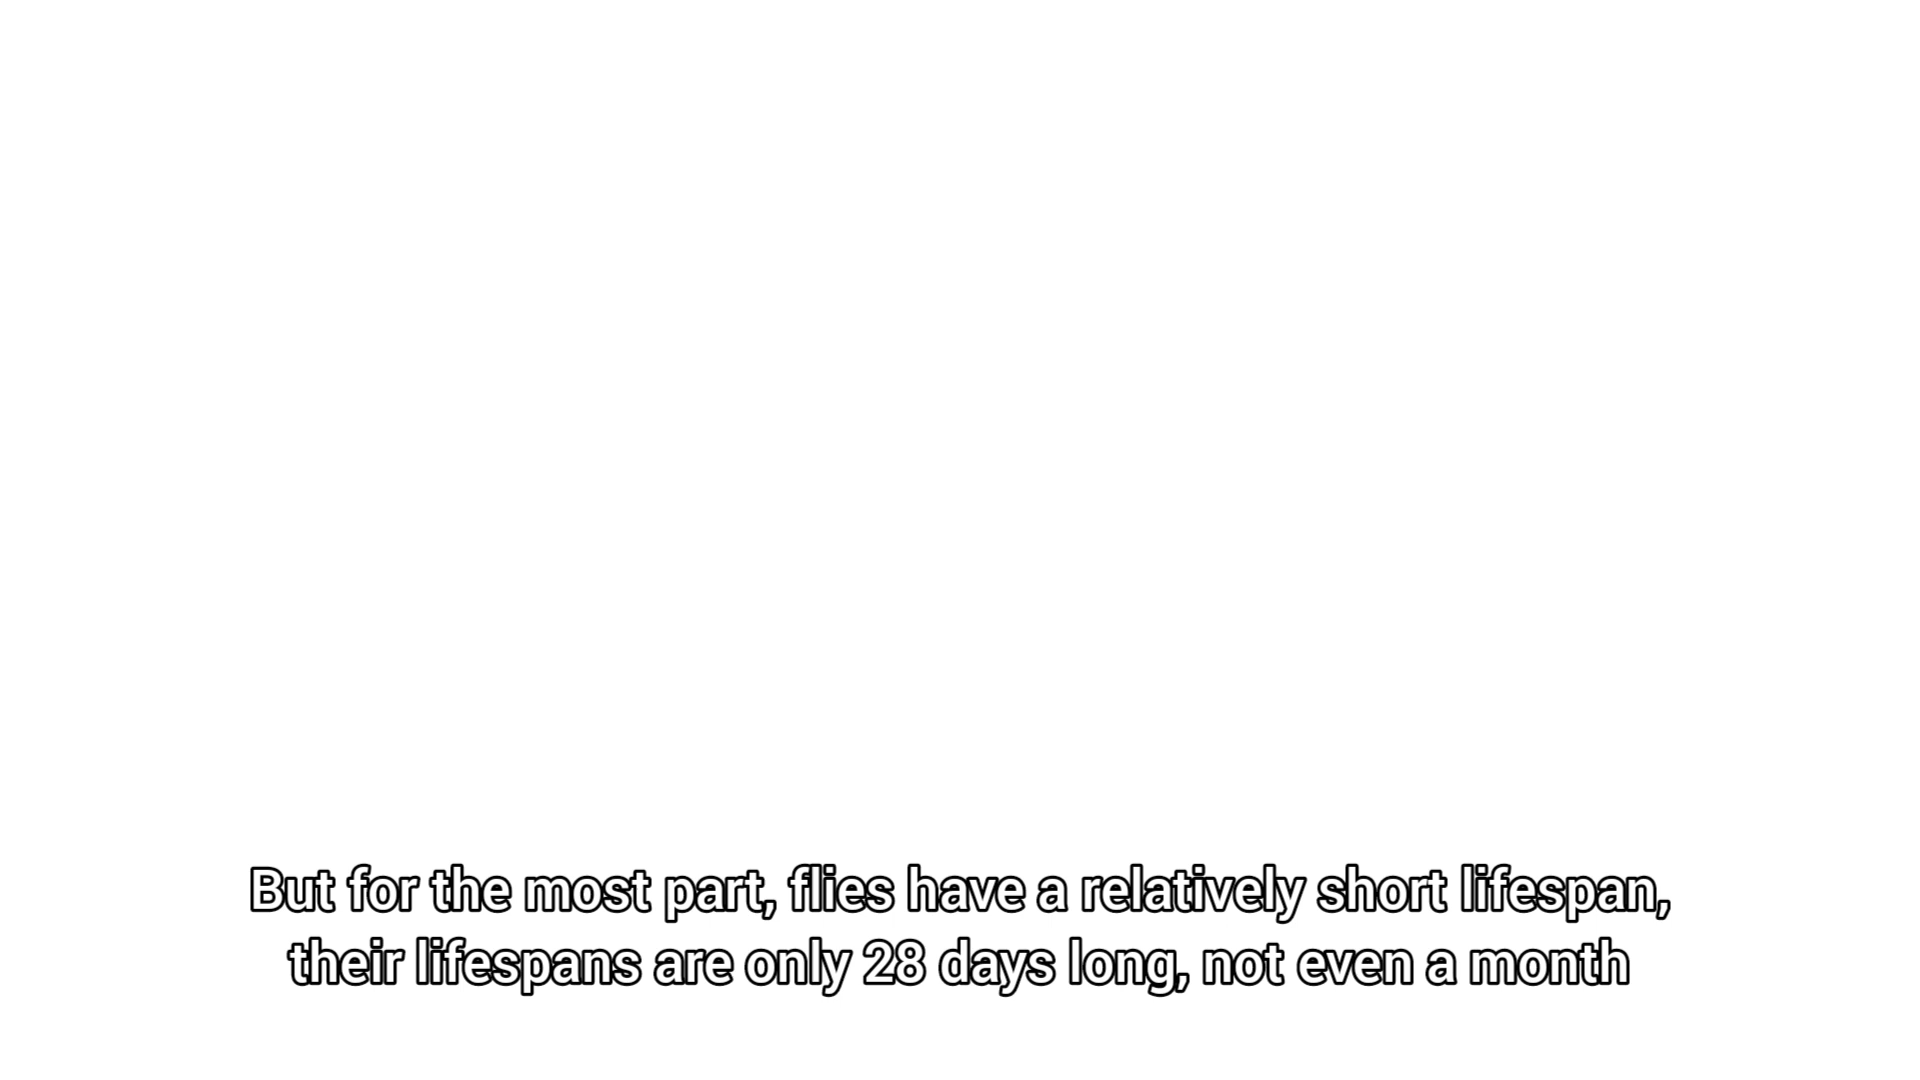 But for the most part, flies have a relatively short lifespan,
their lifespans are only 28 days long, not even a month